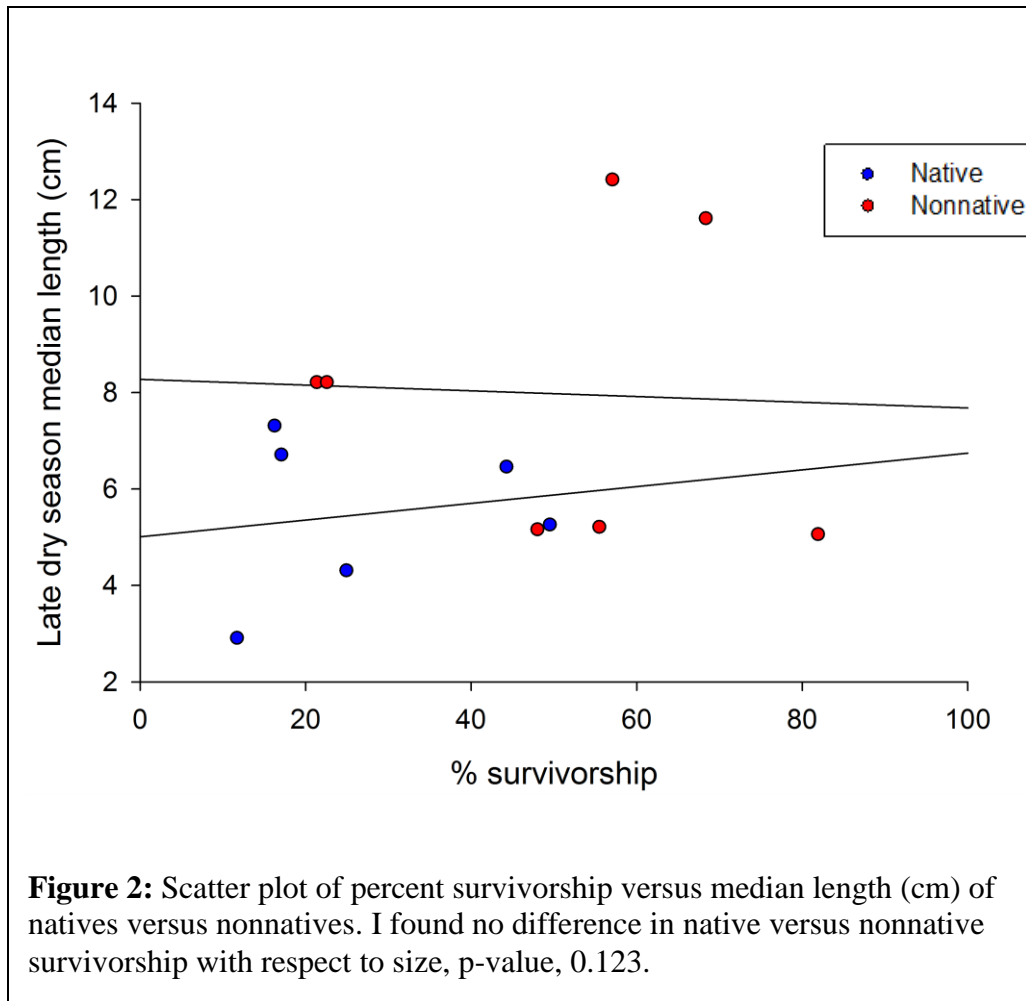 14
12
10
8
6
4
2
Late dry season median length (cm)
Native
Nonnative
0 20 40 60 80 100
% survivorship
Figure 2: Scatter plot of percent survivorship versus median length (cm) of
natives versus nonnatives. I found no difference in native versus nonnative
survivorship with respect to size, p-value, 0.123.